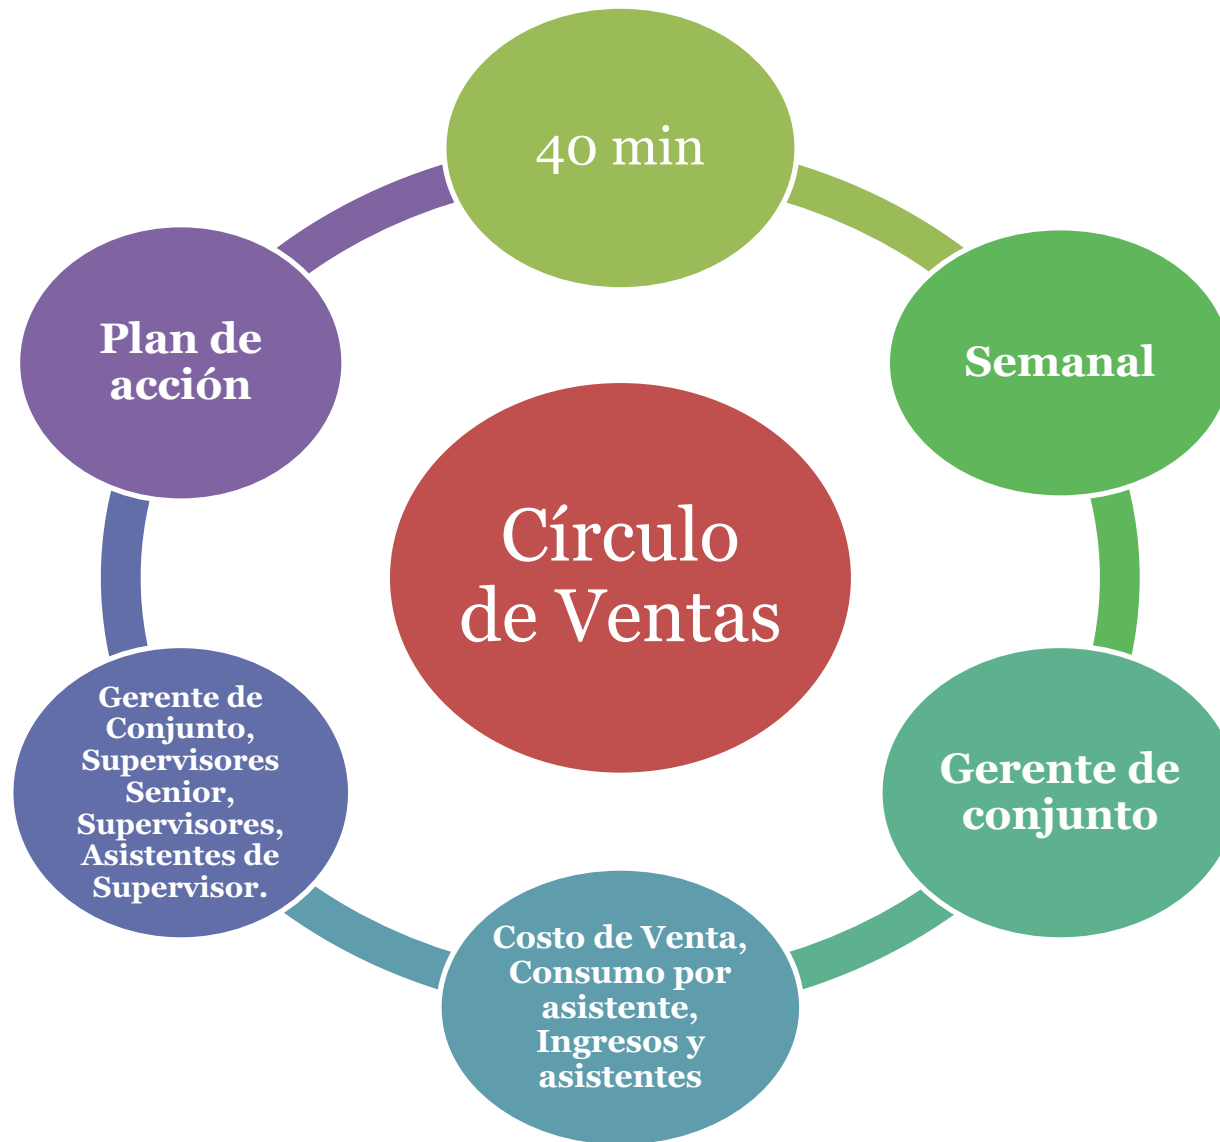 40 min
Semanal
Gerente de
conjunto
Costo de Venta,
Consumo por
asistente,
Ingresos y
asistentes
Gerente de
Conjunto,
Supervisores
Senior,
Supervisores,
Asistentes de
Supervisor.
Plan de
acción
Círculo
de Ventas